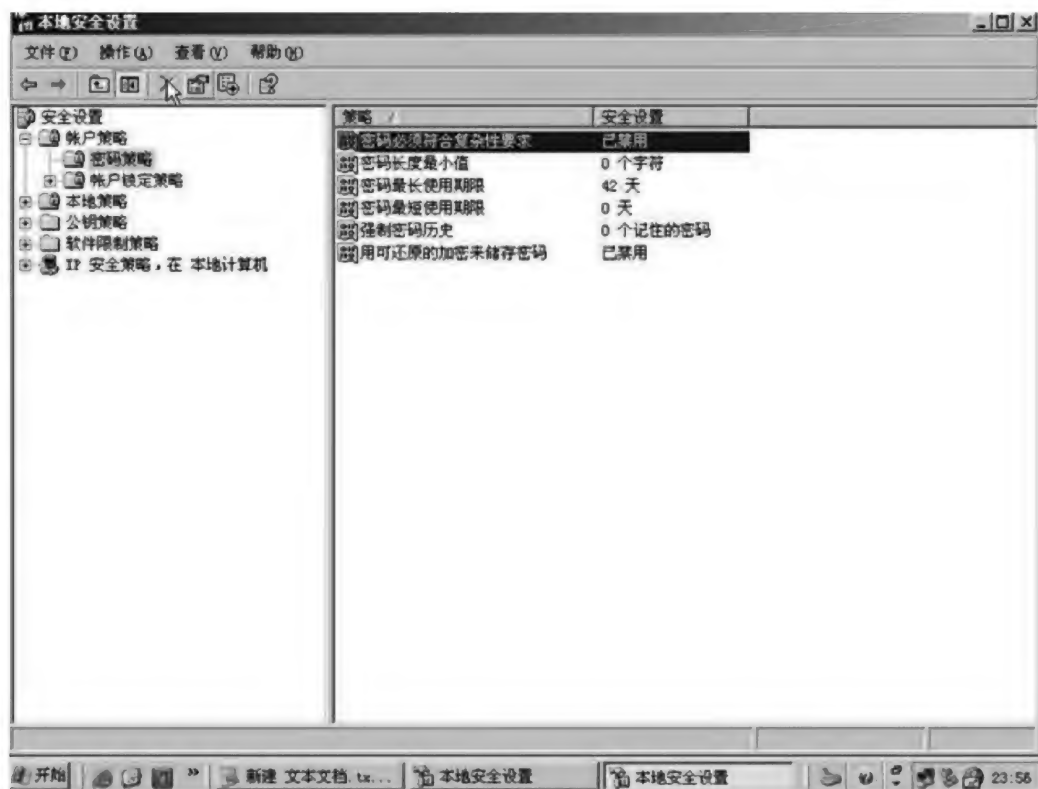 本地安全设置
文件(F) 操作(A) 查看(V) 帮助(H)
安全设置
帐户策略
密码策略
帐户锁定策略
本地策略
公钥策略
软件限制策略
IP 安全策略，在 本地计算机
策略 安全设置
密码必须符合复杂性要求 已禁用
密码长度最小值 0 个字符
密码最长使用期限 42 天
密码最短使用期限 0 天
强制密码历史 0 个记住的密码
用可还原的加密来储存密码 已禁用
开始 » 新建 文本文档.tx... 本地安全设置 本地安全设置 23:56